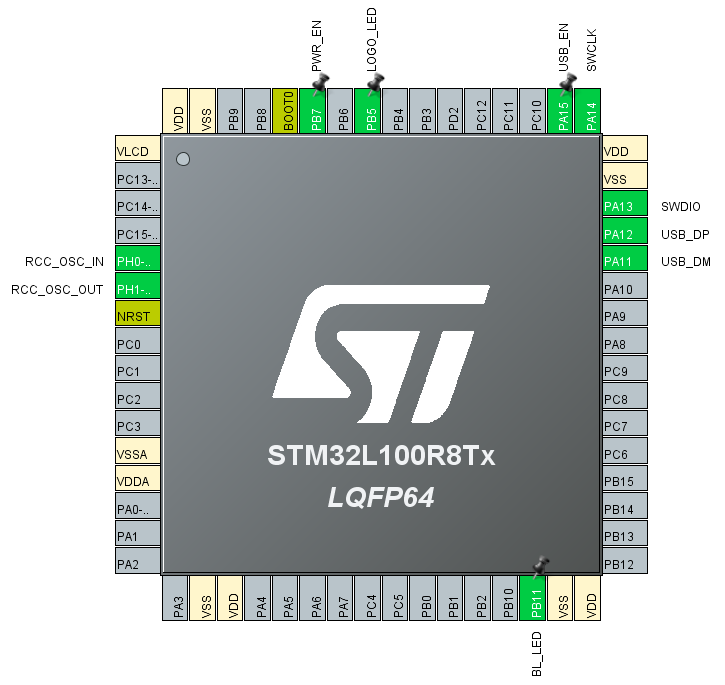 PWR_EN
LOGO_LED
USB_EN
SWCLK
VDD
VSS
PB9
PB8
BOOT0
PB7
PB6
PB5
PB4
PB3
PD2
PC12
PC11
PC10
PA15
PA14
VLCD
PC13-..
PC14-..
PC15-..
RCC_OSC_IN PH0-..
RCC_OSC_OUT PH1-..
NRST
PC0
PC1
PC2
PC3
VSSA
VDDA
PA0-..
PA1
PA2
VDD
VSS
PA13 SWDIO
PA12 USB_DP
PA11 USB_DM
PA10
PA9
PA8
PC9
PC8
PC7
PC6
PB15
PB14
PB13
PB12
ST
STM32L100R8Tx
LQFP64
PA3
VSS
VDD
PA4
PA5
PA6
PA7
PC4
PC5
PB0
PB1
PB2
PB10
PB11
VSS
VDD
BL_LED